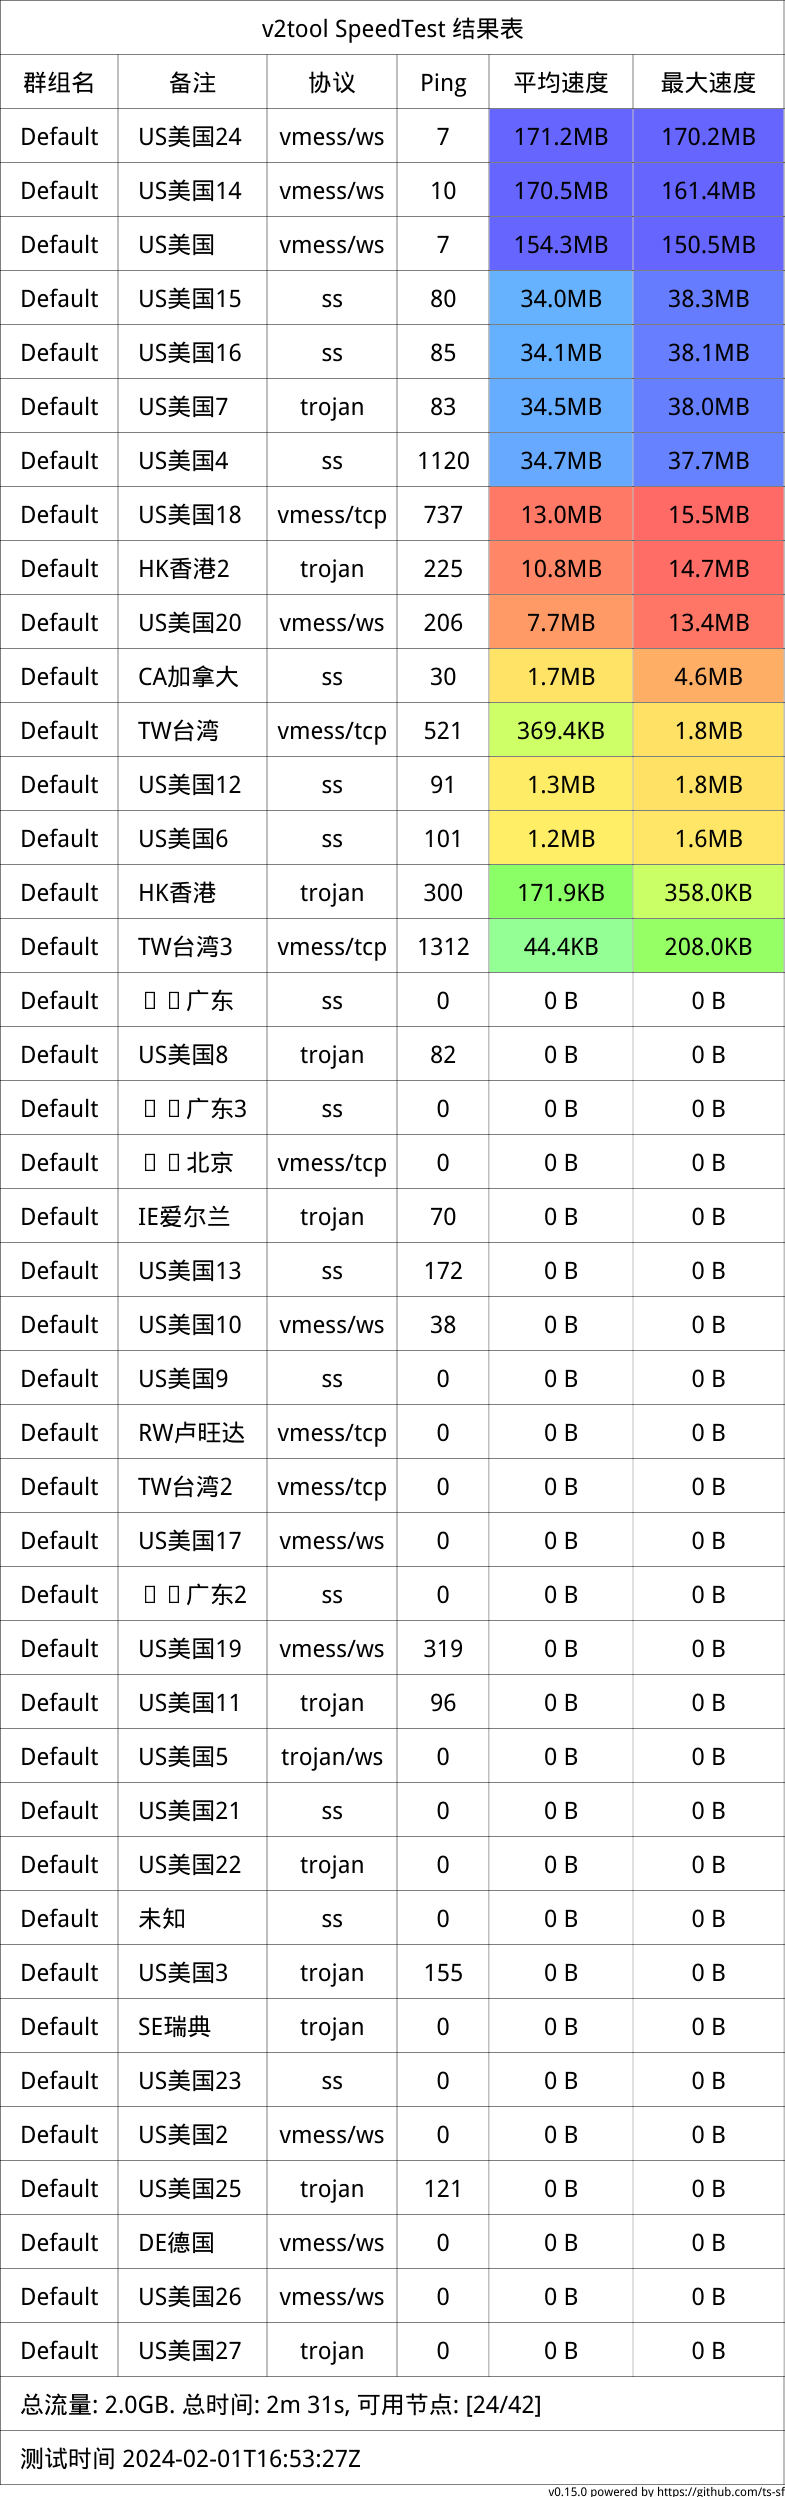 v2tool SpeedTest 结果表
群组名 备注 协议 Ping 平均速度 最大速度
Default US美国24 vmess/ws 7 171.2MB 170.2MB
Default US美国14 vmess/ws 10 170.5MB 161.4MB
Default US美国 vmess/ws 7 154.3MB 150.5MB
Default US美国15 ss 80 34.0MB 38.3MB
Default US美国16 ss 85 34.1MB 38.1MB
Default US美国7 trojan 83 34.5MB 38.0MB
Default US美国4 ss 1120 34.7MB 37.7MB
Default US美国18 vmess/tcp 737 13.0MB 15.5MB
Default HK香港2 trojan 225 10.8MB 14.7MB
Default US美国20 vmess/ws 206 7.7MB 13.4MB
Default CA加拿大 ss 30 1.7MB 4.6MB
Default TW台湾 vmess/tcp 521 369.4KB 1.8MB
Default US美国12 ss 91 1.3MB 1.8MB
Default US美国6 ss 101 1.2MB 1.6MB
Default HK香港 trojan 300 171.9KB 358.0KB
Default TW台湾3 vmess/tcp 1312 44.4KB 208.0KB
Default 广东 ss 0 0 B 0 B
Default US美国8 trojan 82 0 B 0 B
Default 广东3 ss 0 0 B 0 B
Default 北京 vmess/tcp 0 0 B 0 B
Default IE爱尔兰 trojan 70 0 B 0 B
Default US美国13 ss 172 0 B 0 B
Default US美国10 vmess/ws 38 0 B 0 B
Default US美国9 ss 0 0 B 0 B
Default RW卢旺达 vmess/tcp 0 0 B 0 B
Default TW台湾2 vmess/tcp 0 0 B 0 B
Default US美国17 vmess/ws 0 0 B 0 B
Default 广东2 ss 0 0 B 0 B
Default US美国19 vmess/ws 319 0 B 0 B
Default US美国11 trojan 96 0 B 0 B
Default US美国5 trojan/ws 0 0 B 0 B
Default US美国21 ss 0 0 B 0 B
Default US美国22 trojan 0 0 B 0 B
Default 未知 ss 0 0 B 0 B
Default US美国3 trojan 155 0 B 0 B
Default SE瑞典 trojan 0 0 B 0 B
Default US美国23 ss 0 0 B 0 B
Default US美国2 vmess/ws 0 0 B 0 B
Default US美国25 trojan 121 0 B 0 B
Default DE德国 vmess/ws 0 0 B 0 B
Default US美国26 vmess/ws 0 0 B 0 B
Default US美国27 trojan 0 0 B 0 B
总流量: 2.0GB. 总时间: 2m 31s, 可用节点: [24/42]
测试时间 2024-02-01T16:53:27Z
v0.15.0 powered by https://github.com/ts-sf